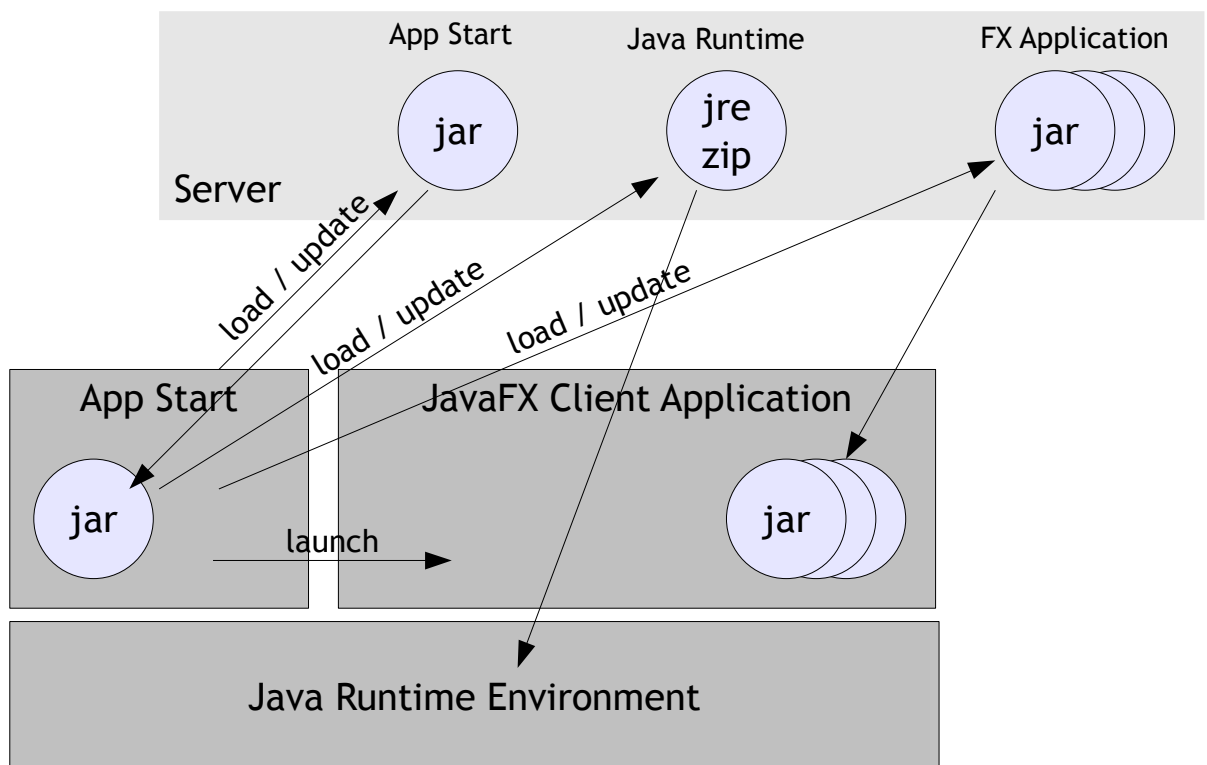 App Start
Java Runtime
FX Application
jar
jre
zip
jar
Server
load / update
load / update
load / update
App Start
JavaFX Client Application
jar
jar
launch
Java Runtime Environment